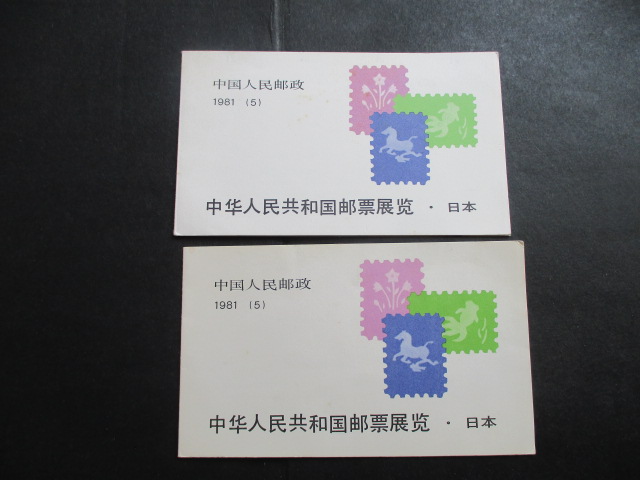 中国人民邮政
1981 (5)
中华人民共和国邮票展览 · 日本
中国人民邮政
1981 (5)
中华人民共和国邮票展览 · 日本